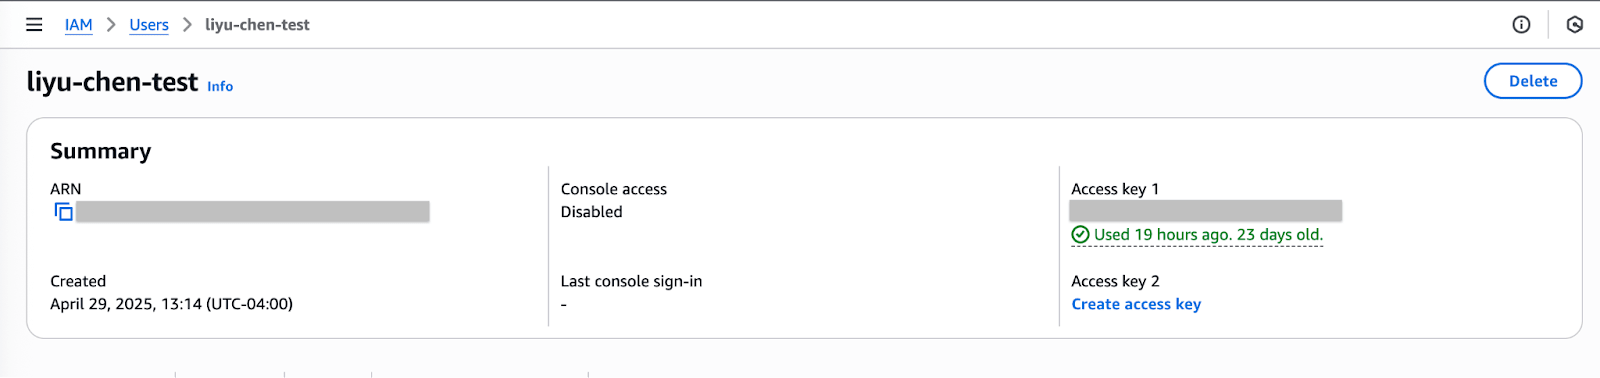 IAM > Users > liyu-chen-test
liyu-chen-test Info
Delete
Summary
ARN
Created
April 29, 2025, 13:14 (UTC-04:00)
Console access
Disabled
Last console sign-in
-
Access key 1
Used 19 hours ago. 23 days old.
Access key 2
Create access key